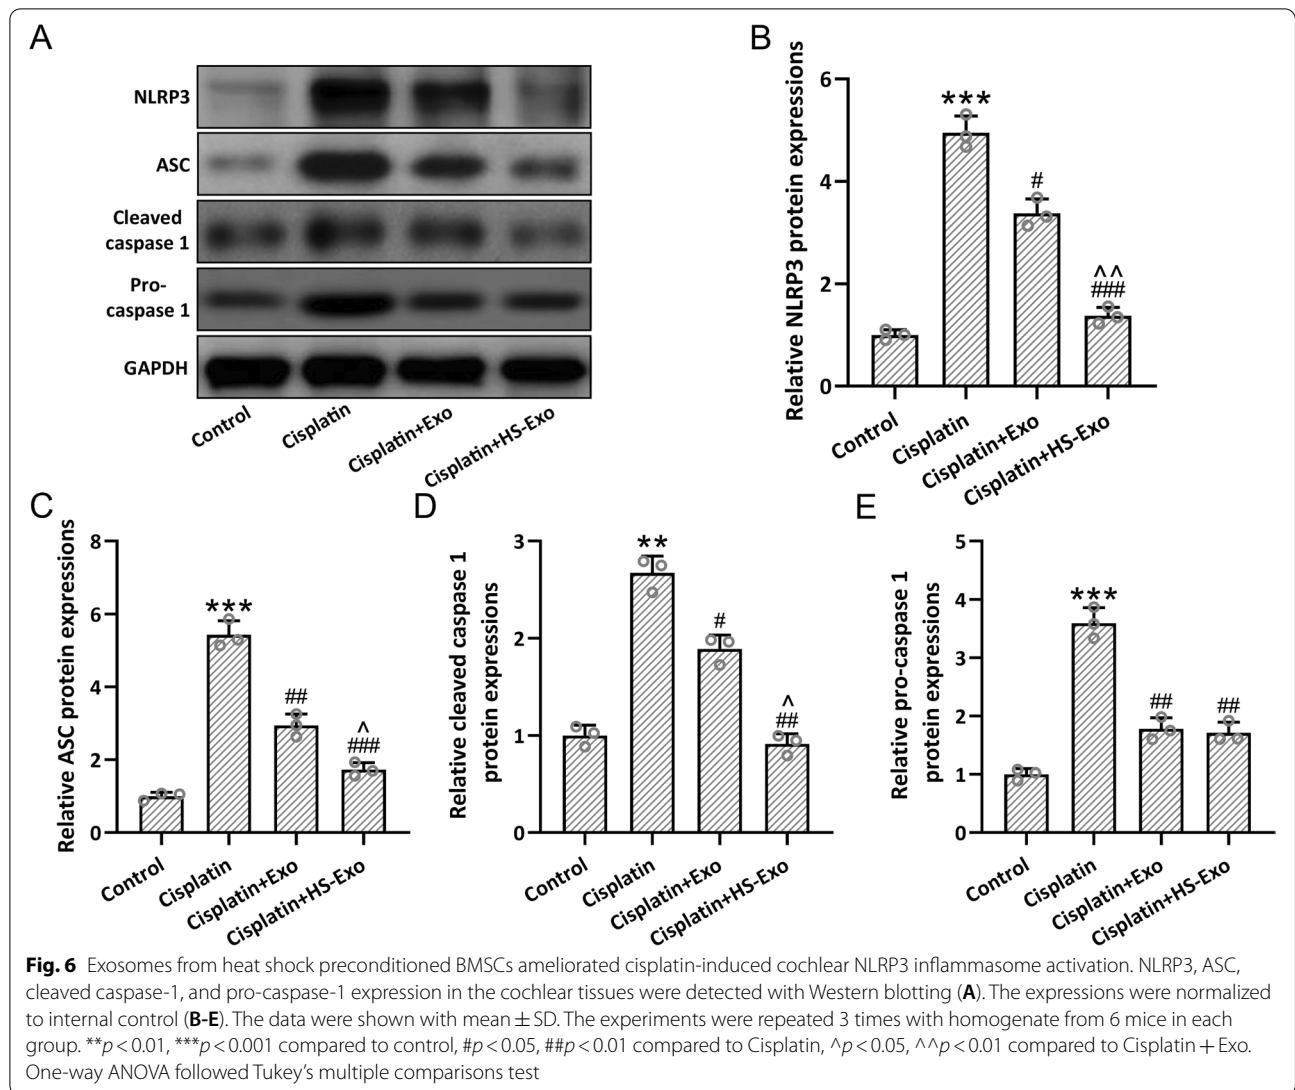 A
NLRP3
ASC
Cleaved
caspase 1
Pro-
caspase 1
GAPDH
Control
Cisplatin
Cisplatin+Exo
Cisplatin+HS-Exo
B
Relative NLRP3 protein expressions
6
4
2
0
***
#
^^
###
Control
Cisplatin
Cisplatin+Exo
Cisplatin+HS-Exo
C
Relative ASC protein expressions
8
6
4
2
0
***
##
^
###
Control
Cisplatin
Cisplatin+Exo
Cisplatin+HS-Exo
D
Relative cleaved caspase 1
protein expressions
3
2
1
0
**
#
^
##
Control
Cisplatin
Cisplatin+Exo
Cisplatin+HS-Exo
E
Relative pro-caspase 1
protein expressions
5
4
3
2
1
0
***
##
##
Control
Cisplatin
Cisplatin+Exo
Cisplatin+HS-Exo
Fig. 6 Exosomes from heat shock preconditioned BMSCs ameliorated cisplatin-induced cochlear NLRP3 inflammasome activation. NLRP3, ASC,
cleaved caspase-1, and pro-caspase-1 expression in the cochlear tissues were detected with Western blotting (A). The expressions were normalized
to internal control (B-E). The data were shown with mean ± SD. The experiments were repeated 3 times with homogenate from 6 mice in each
group. **p < 0.01, ***p < 0.001 compared to control, #p < 0.05, ##p < 0.01 compared to Cisplatin, ^p < 0.05, ^^p < 0.01 compared to Cisplatin + Exo.
One-way ANOVA followed Tukey's multiple comparisons test